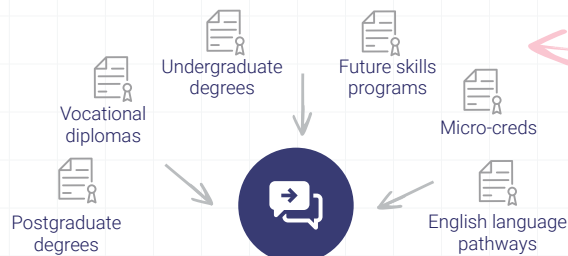 Undergraduate
degrees
Future skills
programs
Vocational
diplomas
Micro-creds
Postgraduate
degrees
English language
pathways